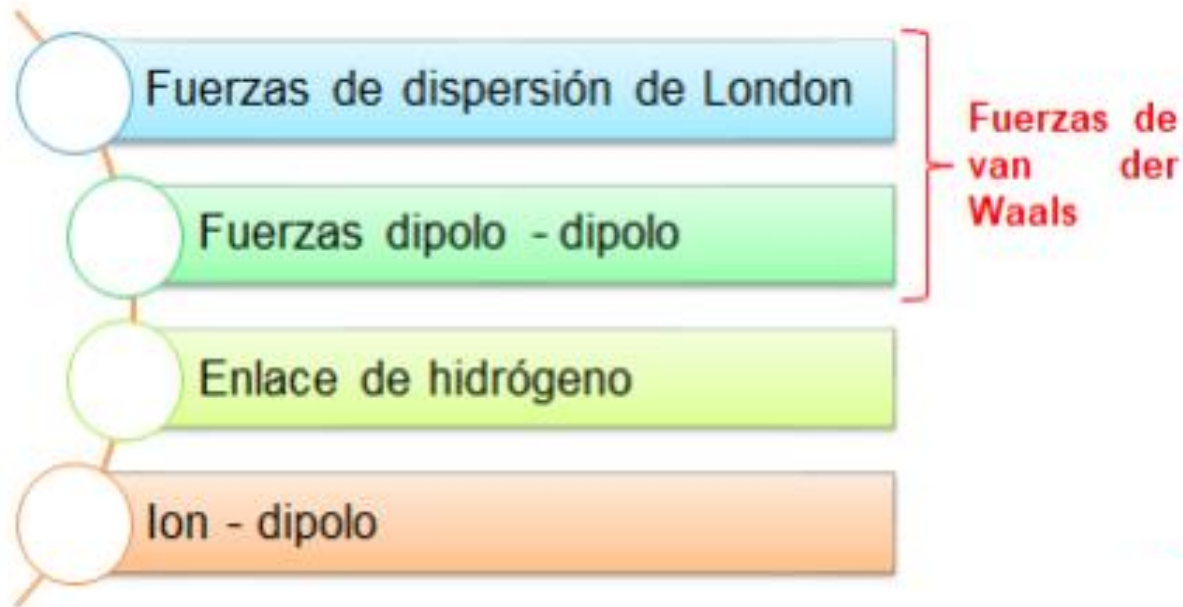 Fuerzas de dispersión de London
Fuerzas dipolo - dipolo
Enlace de hidrógeno
Ion - dipolo
Fuerzas de
van der
Waals